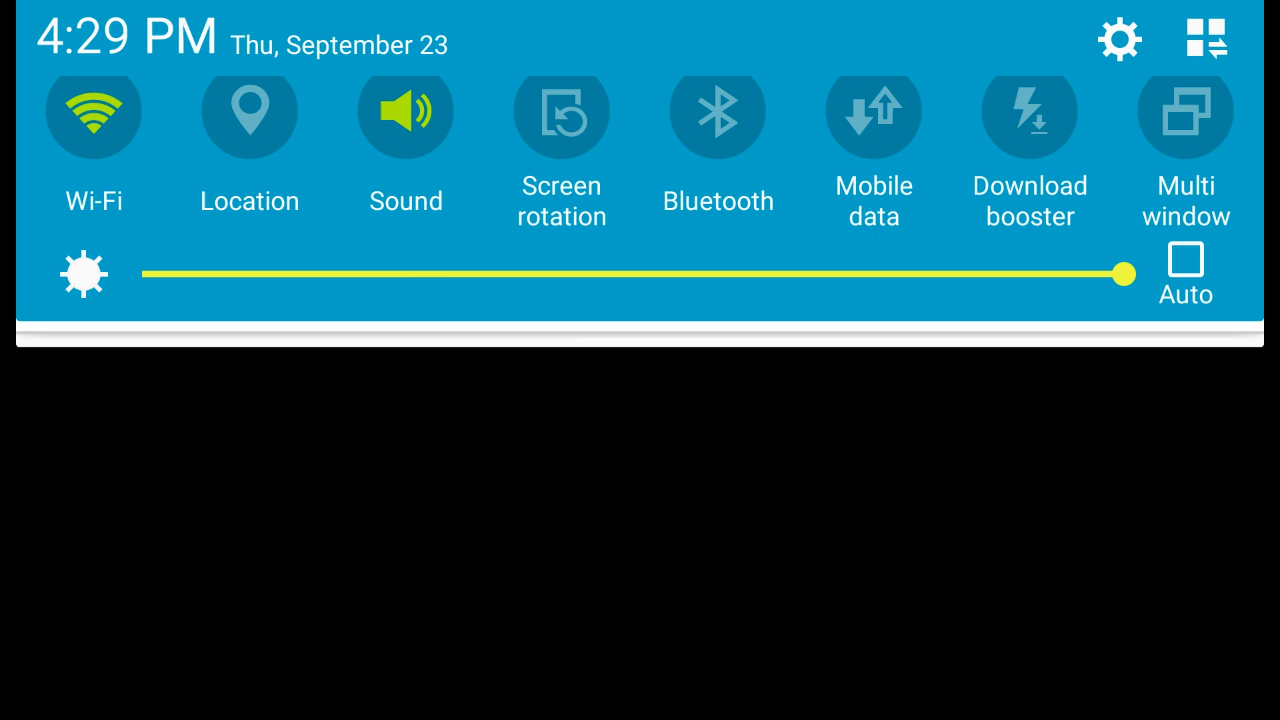 4:29 PM Thu, September 23
Wi-Fi
Location
Sound
Screen
rotation
Bluetooth
Mobile
data
Download
booster
Multi
window
Auto